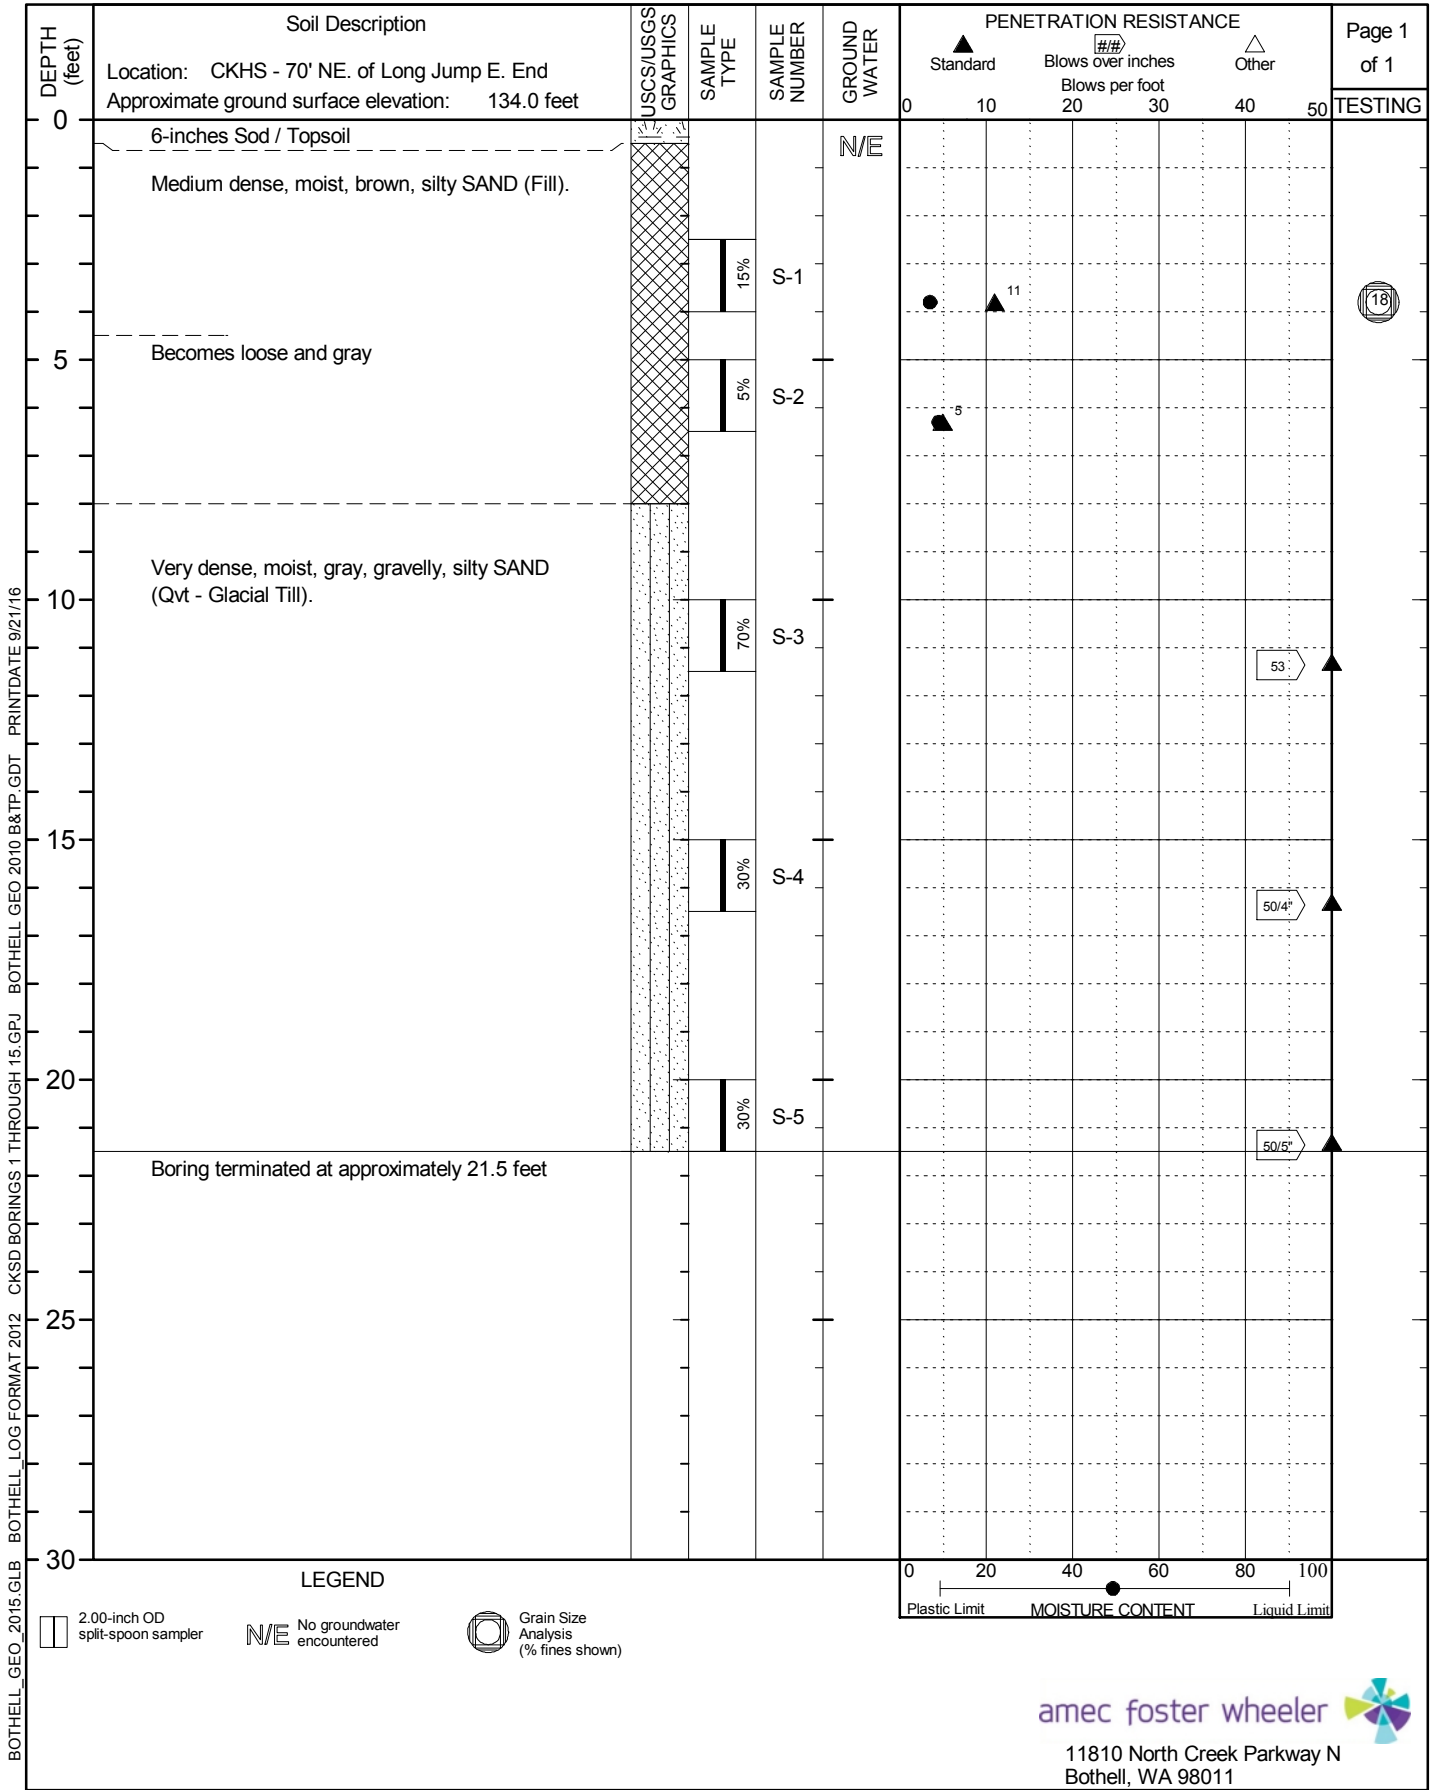 DEPTH
(feet)
Soil Description
Location: CKHS - 70' NE. of Long Jump E. End
Approximate ground surface elevation: 134.0 feet
USCS/USGS
GRAPHICS
SAMPLE
TYPE
SAMPLE
NUMBER
GROUND
WATER
PENETRATION RESISTANCE
#/#
Standard
Blows over inches
Other
Blows per foot
0 10 20 30 40 50
Page 1
of 1
TESTING
0
6-inches Sod / Topsoil
N/E
Medium dense, moist, brown, silty SAND (Fill).
15%
S-1
11
18
5
Becomes loose and gray
5%
S-2
5
Very dense, moist, gray, gravelly, silty SAND
(Qvt - Glacial Till).
10
70%
S-3
53
15
30%
S-4
50/4"
20
30%
S-5
50/5"
Boring terminated at approximately 21.5 feet
25
30
0 20 40 60 80 100
Plastic Limit
MOISTURE CONTENT
Liquid Limit
LEGEND
2.00-inch OD
split-spoon sampler
N/E
No groundwater
encountered
Grain Size
Analysis
(% fines shown)
amec foster wheeler
11810 North Creek Parkway N
Bothell, WA 98011
BOTHELL_GEO_2015.GLB BOTHELL_LOG FORMAT 2012 CKSD BORINGS 1 THROUGH 15.GPJ BOTHELL GEO 2010 B&TP.GDT PRINTDATE 9/21/16